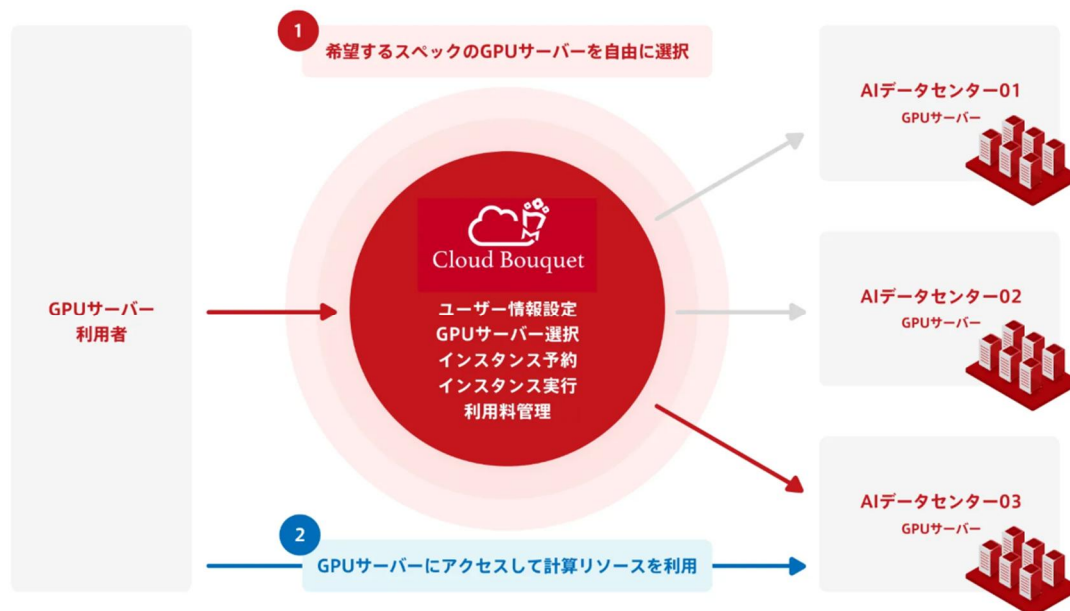 1
希望するスペックのGPUサーバーを自由に選択
GPUサーバー
利用者
Cloud Bouquet
ユーザー情報設定
GPUサーバー選択
インスタンス予約
インスタンス実行
利用料管理
AIデータセンター01
GPUサーバー
AIデータセンター02
GPUサーバー
AIデータセンター03
GPUサーバー
2
GPUサーバーにアクセスして計算リソースを利用